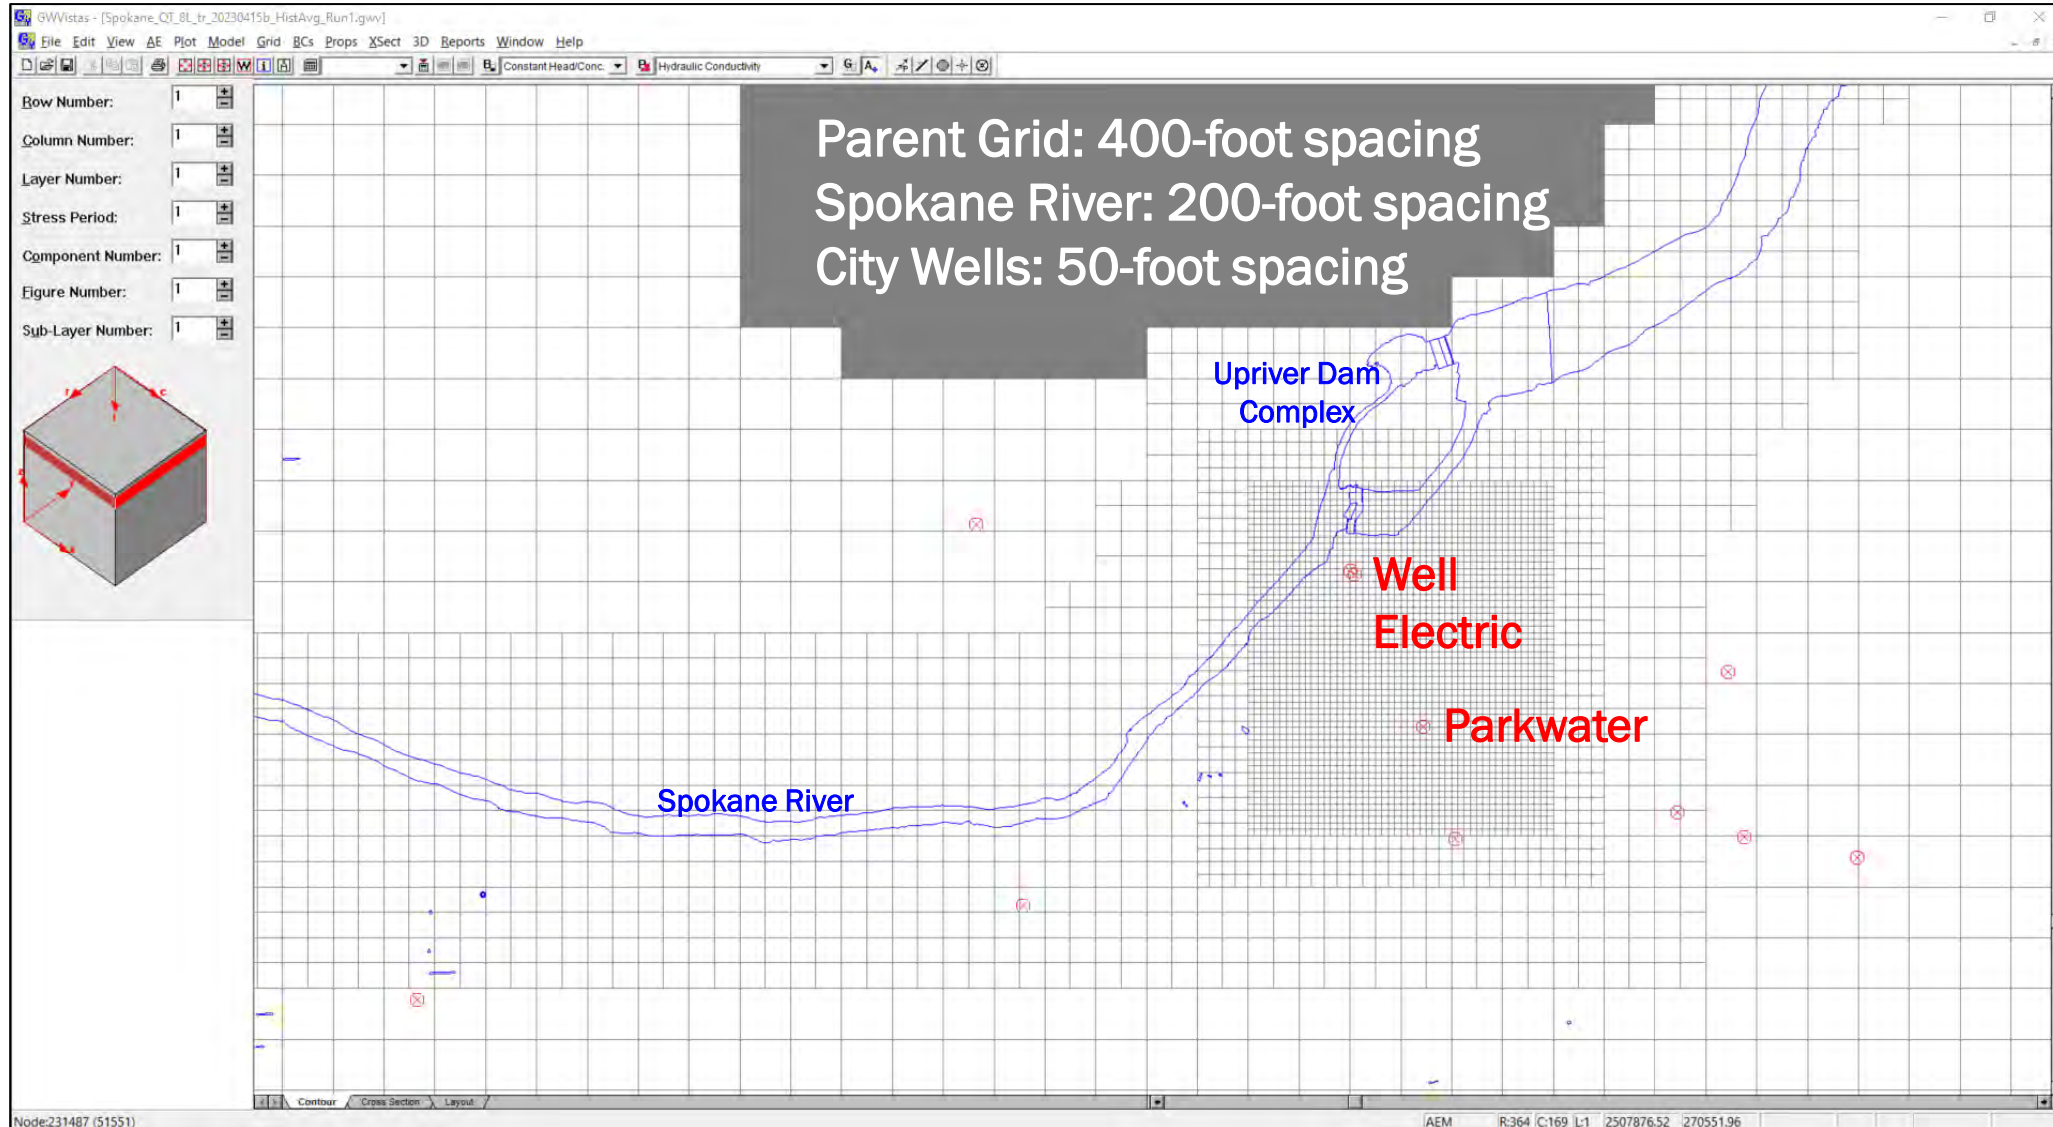 GWVistas - [Spokane_QT_8L_tr_20230415b_HistAvg_Run1.gwv]
File Edit View AE Plot Model Grid BCs Props XSect 3D Reports Window Help
Constant Head/Conc. Hydraulic Conductivity
Row Number: 1
Column Number: 1
Layer Number: 1
Stress Period: 1
Component Number: 1
Figure Number: 1
Sub-Layer Number: 1
Parent Grid: 400-foot spacing
Spokane River: 200-foot spacing
City Wells: 50-foot spacing
Upriver Dam
Complex
Well
Electric
Parkwater
Spokane River
Contour Cross Section Layout
Node:231487 (51551) AEM R:364 C:169 L:1 2507876.52 270551.96